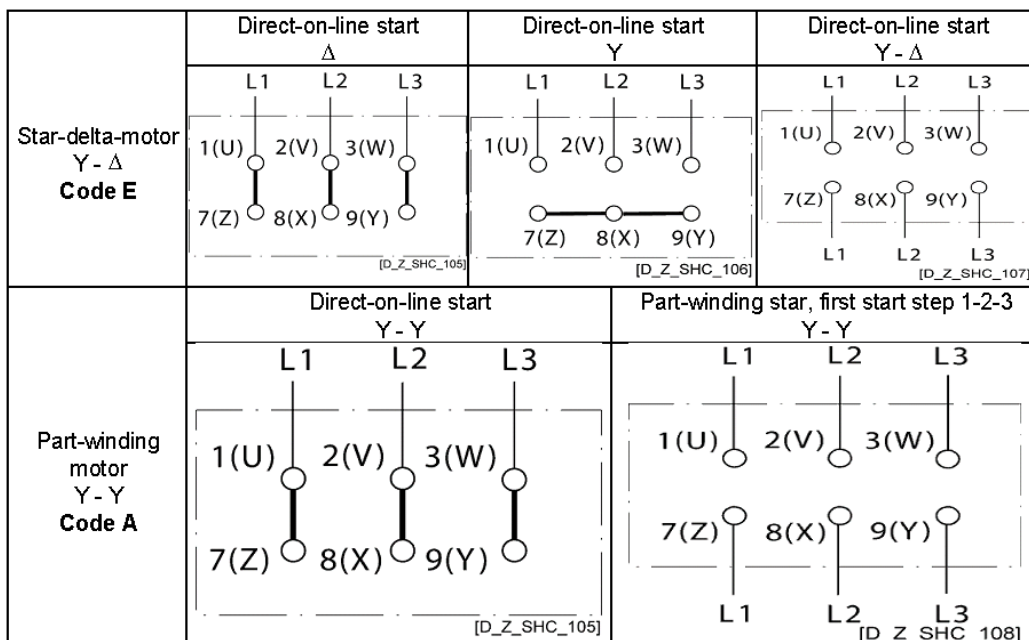 Direct-on-line start
Δ
Direct-on-line start
Y
Direct-on-line start
Y - Δ
Star-delta-motor
Y - Δ
Code E
L1 L2 L3
1(U) 2(V) 3(W)
7(Z) 8(X) 9(Y)
[D_Z_SHC_105]
L1 L2 L3
1(U) 2(V) 3(W)
7(Z) 8(X) 9(Y)
[D_Z_SHC_106]
L1 L2 L3
1(U) 2(V) 3(W)
7(Z) 8(X) 9(Y)
L1 L2 L3
[D_Z_SHC_107]
Direct-on-line start
Y - Y
Part-winding star, first start step 1-2-3
Y - Y
Part-winding
motor
Y - Y
Code A
L1 L2 L3
1(U) 2(V) 3(W)
7(Z) 8(X) 9(Y)
[D_Z_SHC_105]
L1 L2 L3
1(U) 2(V) 3(W)
7(Z) 8(X) 9(Y)
L1 L2 L3
[D_Z_SHC_108]